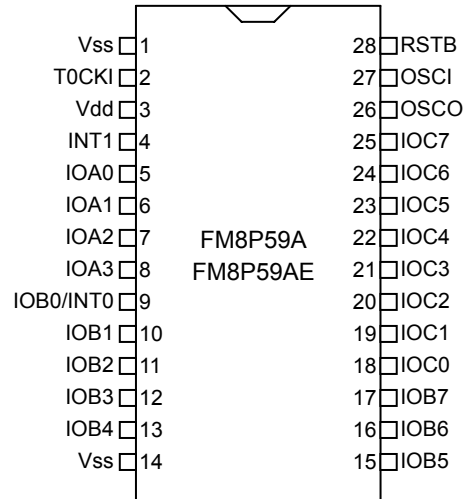 Vss 1 28 RSTB
T0CKI 2 27 OSCI
Vdd 3 26 OSCO
INT1 4 25 IOC7
IOA0 5 24 IOC6
IOA1 6 23 IOC5
IOA2 7 FM8P59A 22 IOC4
IOA3 8 FM8P59AE 21 IOC3
IOB0/INT0 9 20 IOC2
IOB1 10 19 IOC1
IOB2 11 18 IOC0
IOB3 12 17 IOB7
IOB4 13 16 IOB6
Vss 14 15 IOB5